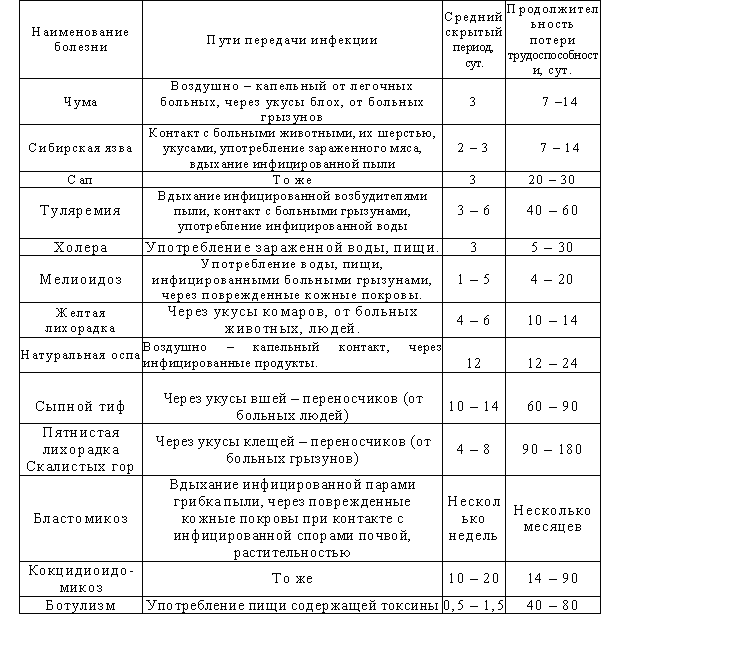 Наименование
болезни
Пути передачи инфекции
Средний
скрытый
период,
сут.
Продолжител
ьность
потери
трудоспособност
и, сут.
Чума
Воздушно – капельный от легочных
больных, через укусы блох, от больных
грызунов
3
7 –14
Сибирская язва
Контакт с больными животными, их шерстью,
укусами, употребление зараженного мяса,
вдыхание инфицированной пыли
2 – 3
7 – 14
Сап
То же
3
20 – 30
Туляремия
Вдыхание инфицированной возбудителями
пыли, контакт с больными грызунами,
употребление инфицированной воды
3 – 6
40 – 60
Холера
Употребление зараженной воды, пищи.
3
5 – 30
Мелиоидоз
Употребление воды, пищи,
инфицированными больными грызунами,
через поврежденные кожные покровы.
1 – 5
4 – 20
Желтая
лихорадка
Через укусы комаров, от больных
животных, людей.
4 – 6
10 – 14
Натуральная оспа
Воздушно – капельный контакт, через
инфицированные продукты.
12
12 – 24
Сыпной тиф
Через укусы вшей – переносчиков (от
больных людей)
10 – 14
60 – 90
Пятнистая
лихорадка
Скалистых гор
Через укусы клещей – переносчиков (от
больных грызунов)
4 – 8
90 – 180
Бластомикоз
Вдыхание инфицированной парами
грибка пыли, через поврежденные
кожные покровы при контакте с
инфицированной спорами почвой,
растительностью
Нескол
ько
недель
Несколько
месяцев
Кокцидиоидо-
микоз
То же
10 – 20
14 – 90
Ботулизм
Употребление пищи содержащей токсины
0,5 – 1,5
40 – 80